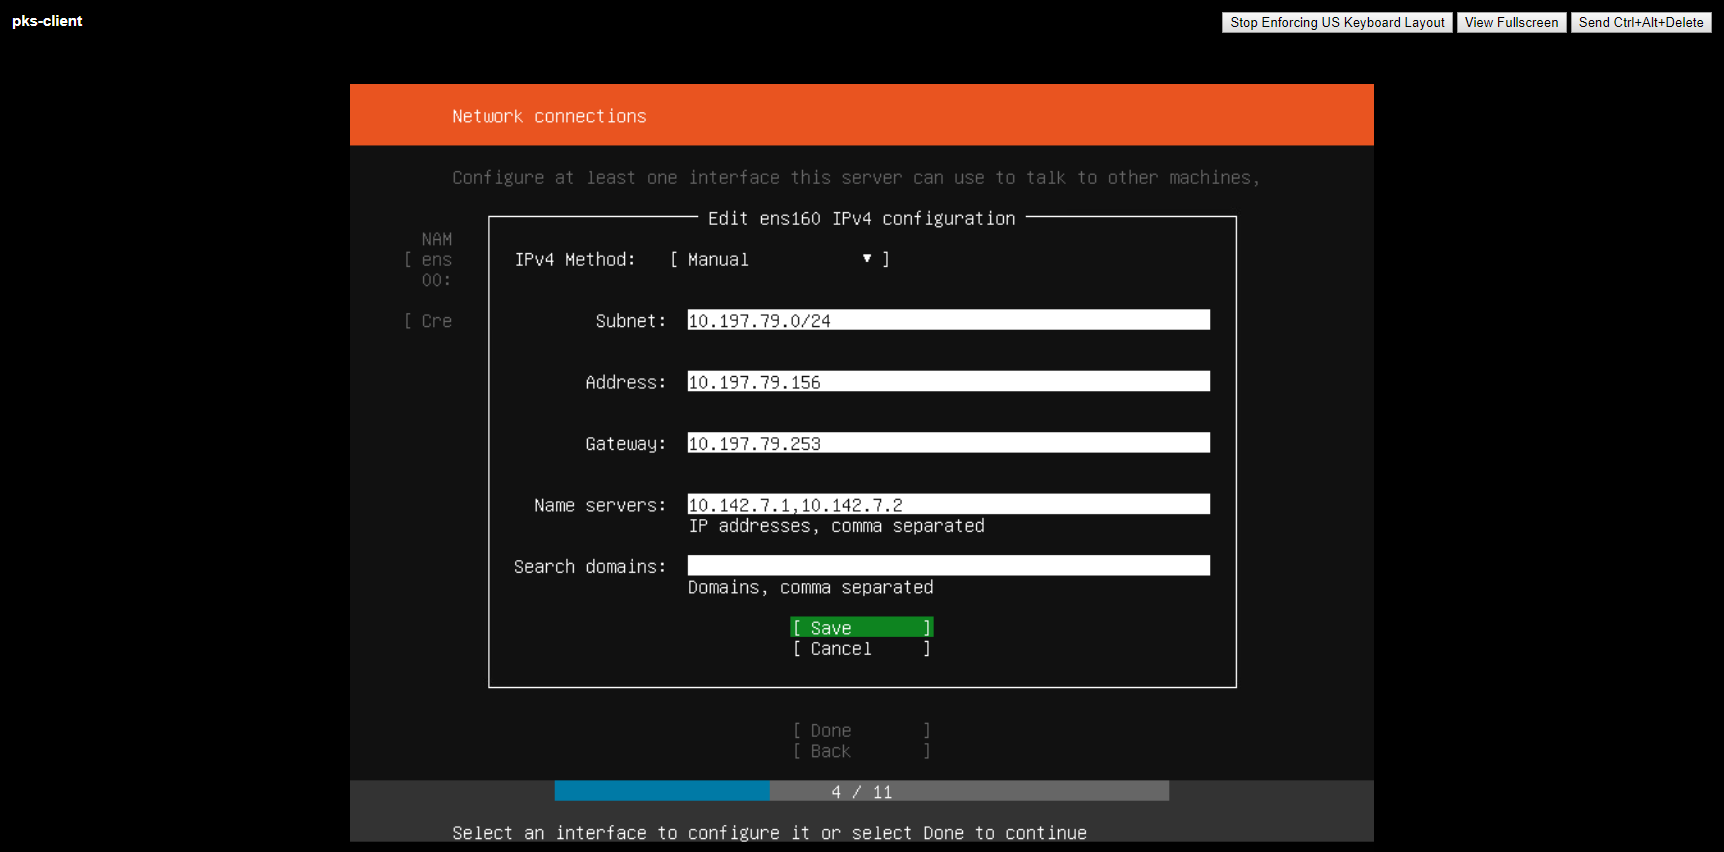 pks-client
Stop Enforcing US Keyboard Layout View Fullscreen Send Ctrl+Alt+Delete
Network connections
Configure at least one interface this server can use to talk to other machines,
Edit ens160 IPv4 configuration
NAM
[ ens
00:
[ Cre
IPv4 Method: [ Manual ▾ ]
Subnet: 10.197.79.0/24
Address: 10.197.79.156
Gateway: 10.197.79.253
Name servers: 10.142.7.1,10.142.7.2
IP addresses, comma separated
Search domains:
Domains, comma separated
[ Save ]
[ Cancel ]
[ Done ]
[ Back ]
4 / 11
Select an interface to configure it or select Done to continue